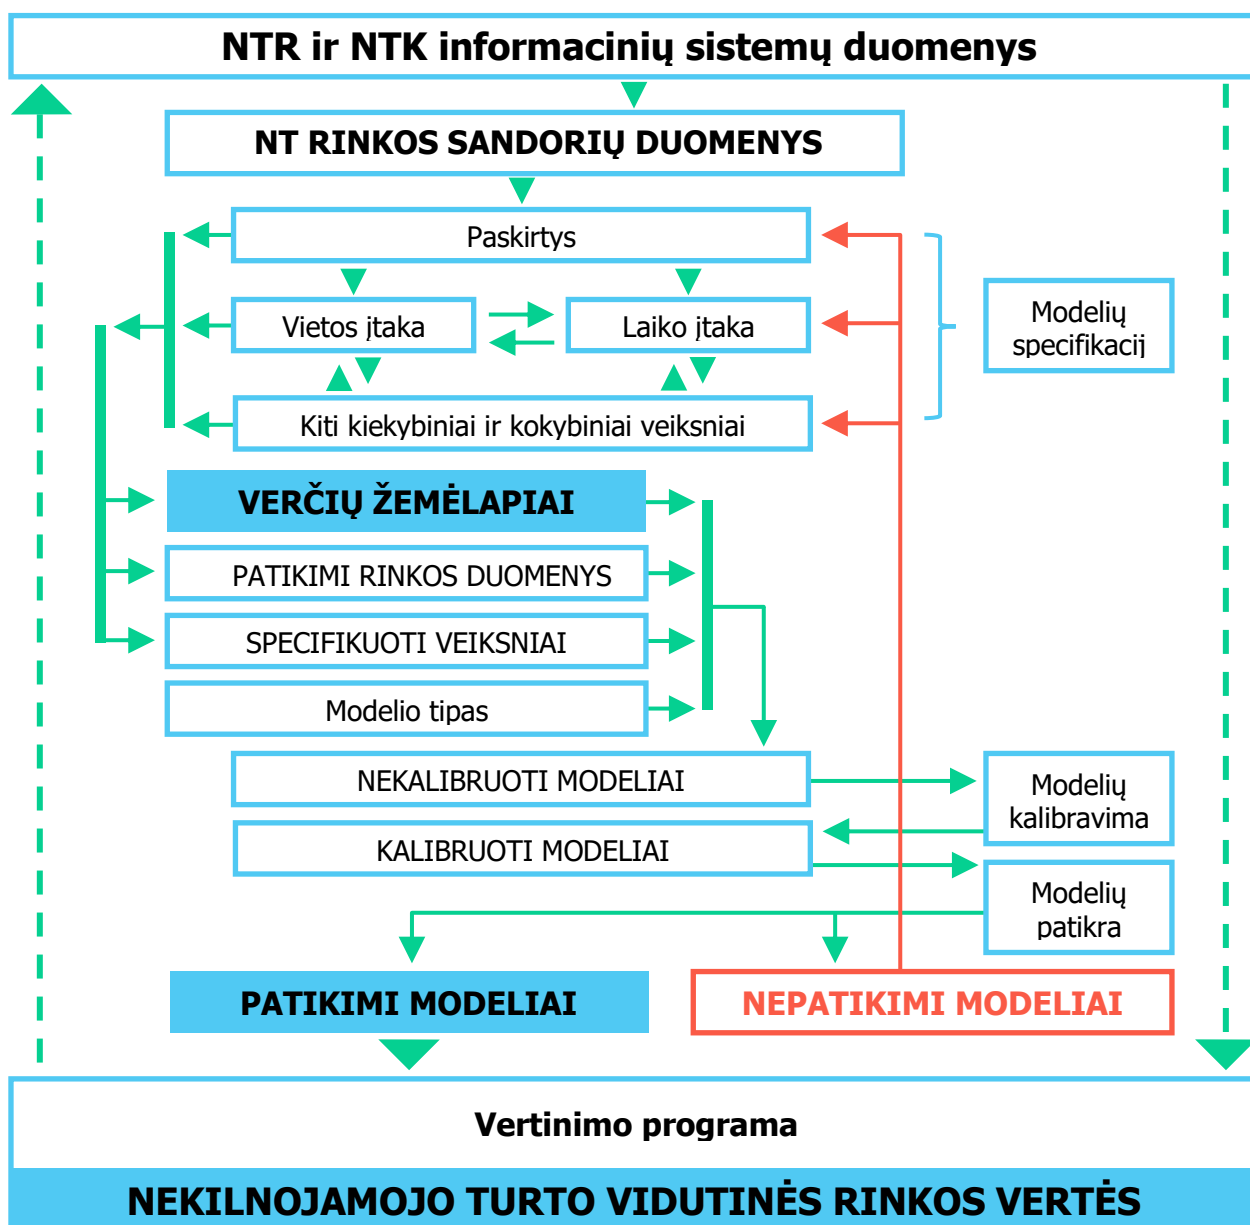 NTR ir NTK informacinių sistemų duomenys
NT RINKOS SANDORIŲ DUOMENYS
Paskirtys
Vietos įtaka
Laiko įtaka
Modelių
specifikacij
Kiti kiekybiniai ir kokybiniai veiksniai
VERČIŲ ŽEMĖLAPIAI
PATIKIMI RINKOS DUOMENYS
SPECIFIKUOTI VEIKSNIAI
Modelio tipas
NEKALIBRUOTI MODELIAI
Modelių
kalibravima
KALIBRUOTI MODELIAI
Modelių
patikra
PATIKIMI MODELIAI
NEPATIKIMI MODELIAI
Vertinimo programa
NEKILNOJAMOJO TURTO VIDUTINĖS RINKOS VERTĖS